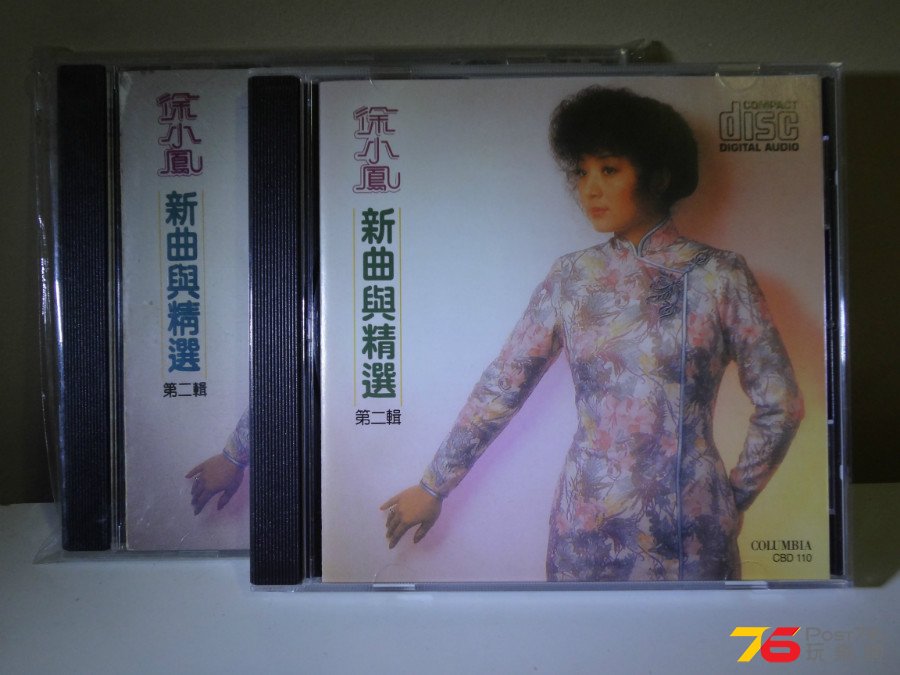 徐小鳳
新曲與精選
第二輯
徐小鳳
新曲與精選
第二輯
COMPACT
disc
DIGITAL AUDIO
COLUMBIA
CBD 110
76